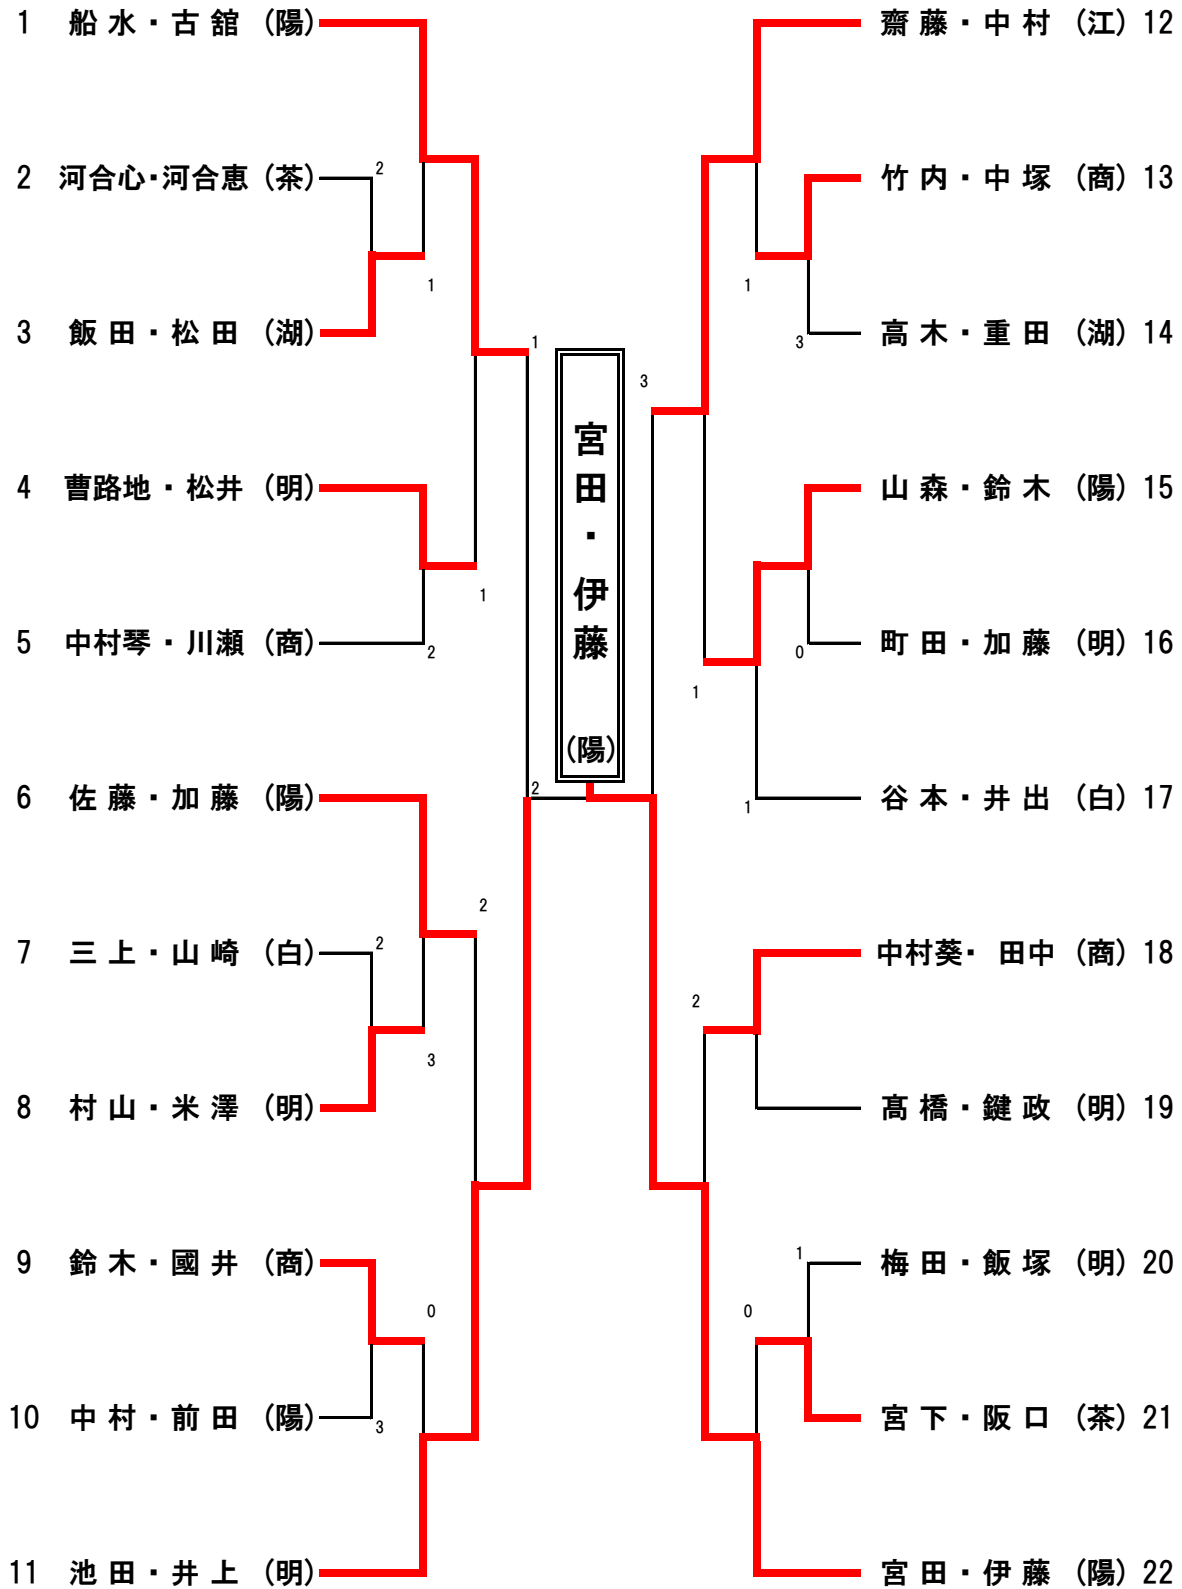 1 船水・古舘 (陽)
2
2 河合心・河合恵 (茶)
1
3 飯田・松田 (湖)
1
4 曹路地・松井 (明)
1
5 中村琴・川瀬 (商)
2
6 佐藤・加藤 (陽)
2
2
7 三上・山崎 (白)
3
8 村山・米澤 (明)
9 鈴木・國井 (商)
0
10 中村・前田 (陽)
3
11 池田・井上 (明)
宮田・伊藤
(陽)
2
齋藤・中村 (江) 12
竹内・中塚 (商) 13
1
高木・重田 (湖) 14
3
3
山森・鈴木 (陽) 15
町田・加藤 (明) 16
0
1
谷本・井出 (白) 17
1
中村葵・ 田中 (商) 18
2
髙橋・鍵政 (明) 19
梅田・飯塚 (明) 20
1
0
宮下・阪口 (茶) 21
宮田・伊藤 (陽) 22